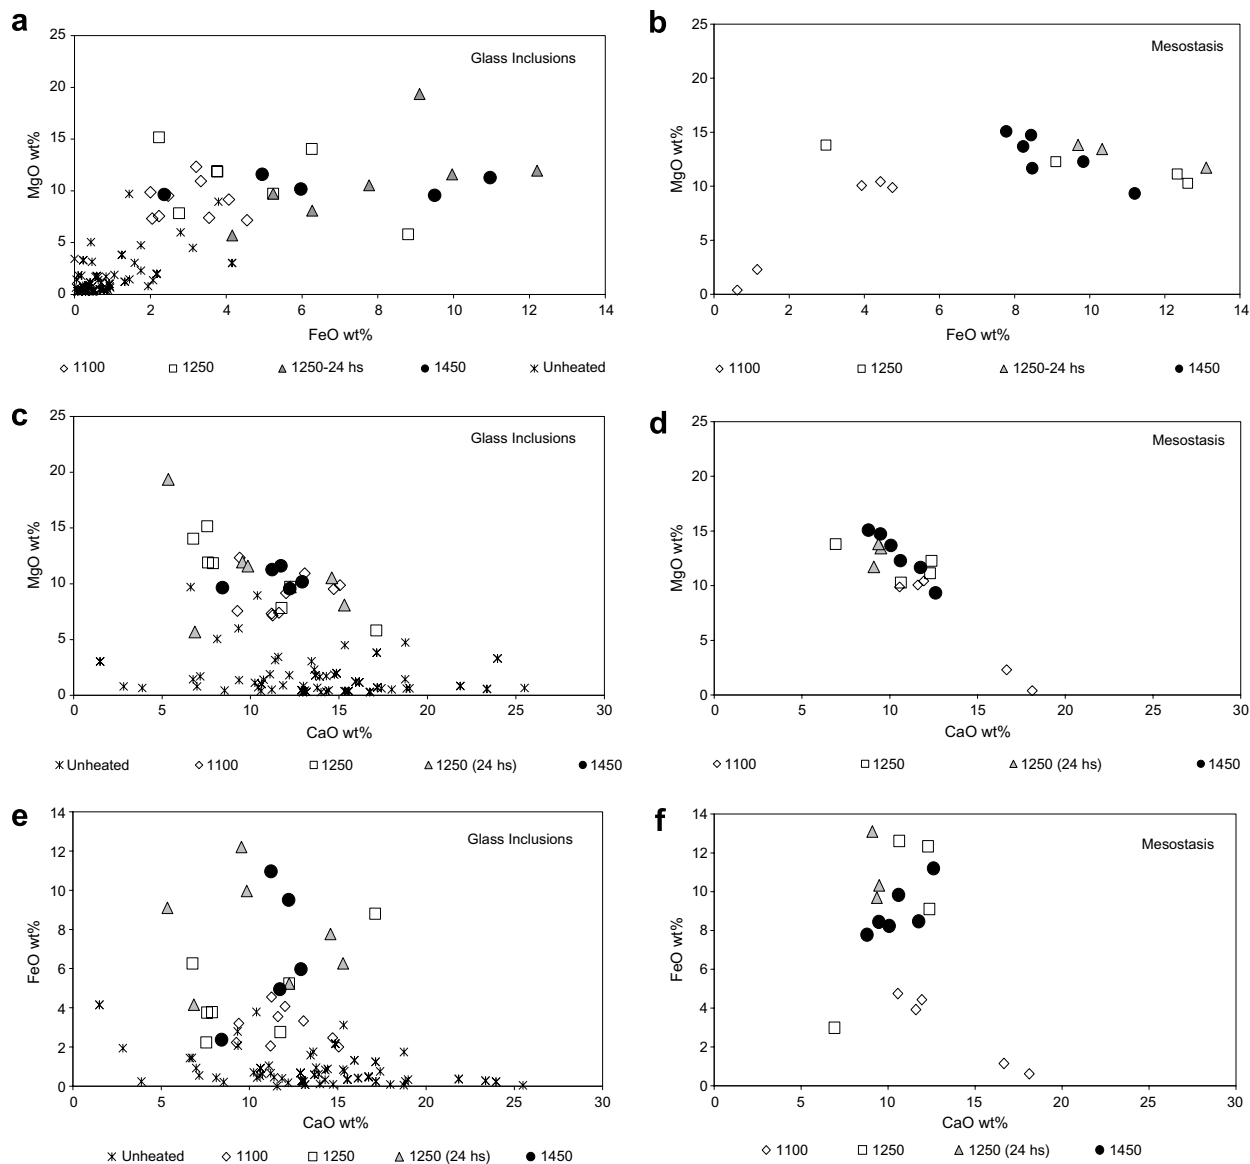 a
Glass Inclusions
25
20
15
10
5
0
MgO wt%
0 2 4 6 8 10 12 14
FeO wt%
1100 1250 1250-24 hs 1450 Unheated
b
Mesostasis
25
20
15
10
5
0
MgO wt%
0 2 4 6 8 10 12 14
FeO wt%
1100 1250 1250-24 hs 1450
c
Glass Inclusions
25
20
15
10
5
0
MgO wt%
0 5 10 15 20 25 30
CaO wt%
Unheated 1100 1250 1250 (24 hs) 1450
d
Mesostasis
25
20
15
10
5
0
MgO wt%
0 5 10 15 20 25 30
CaO wt%
1100 1250 1250 (24 hs) 1450
e
Glass Inclusions
14
12
10
8
6
4
2
0
FeO wt%
0 5 10 15 20 25 30
CaO wt%
Unheated 1100 1250 1250 (24 hs) 1450
f
Mesostasis
14
12
10
8
6
4
2
0
FeO wt%
0 5 10 15 20 25 30
CaO wt%
1100 1250 1250 (24 hs) 1450